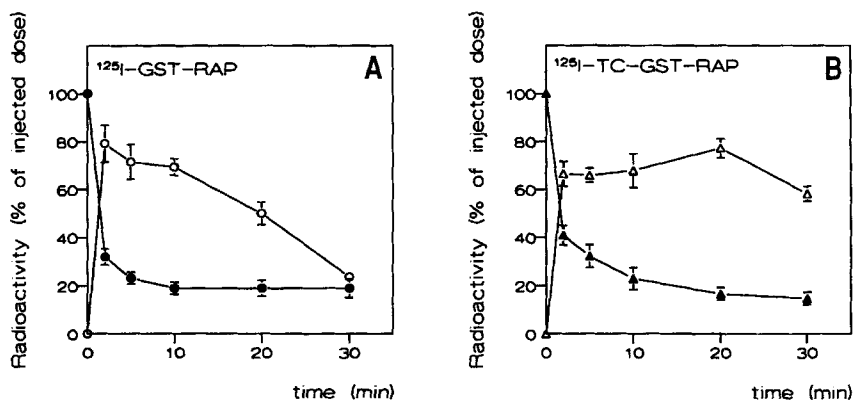 Radioactivity (% of injected dose)
¹²⁵I-GST-RAP
A
100
80
60
40
20
0
0
10
20
30
time (min)
Radioactivity (% of injected dose)
¹²⁵I-TC-GST-RAP
B
100
80
60
40
20
0
0
10
20
30
time (min)